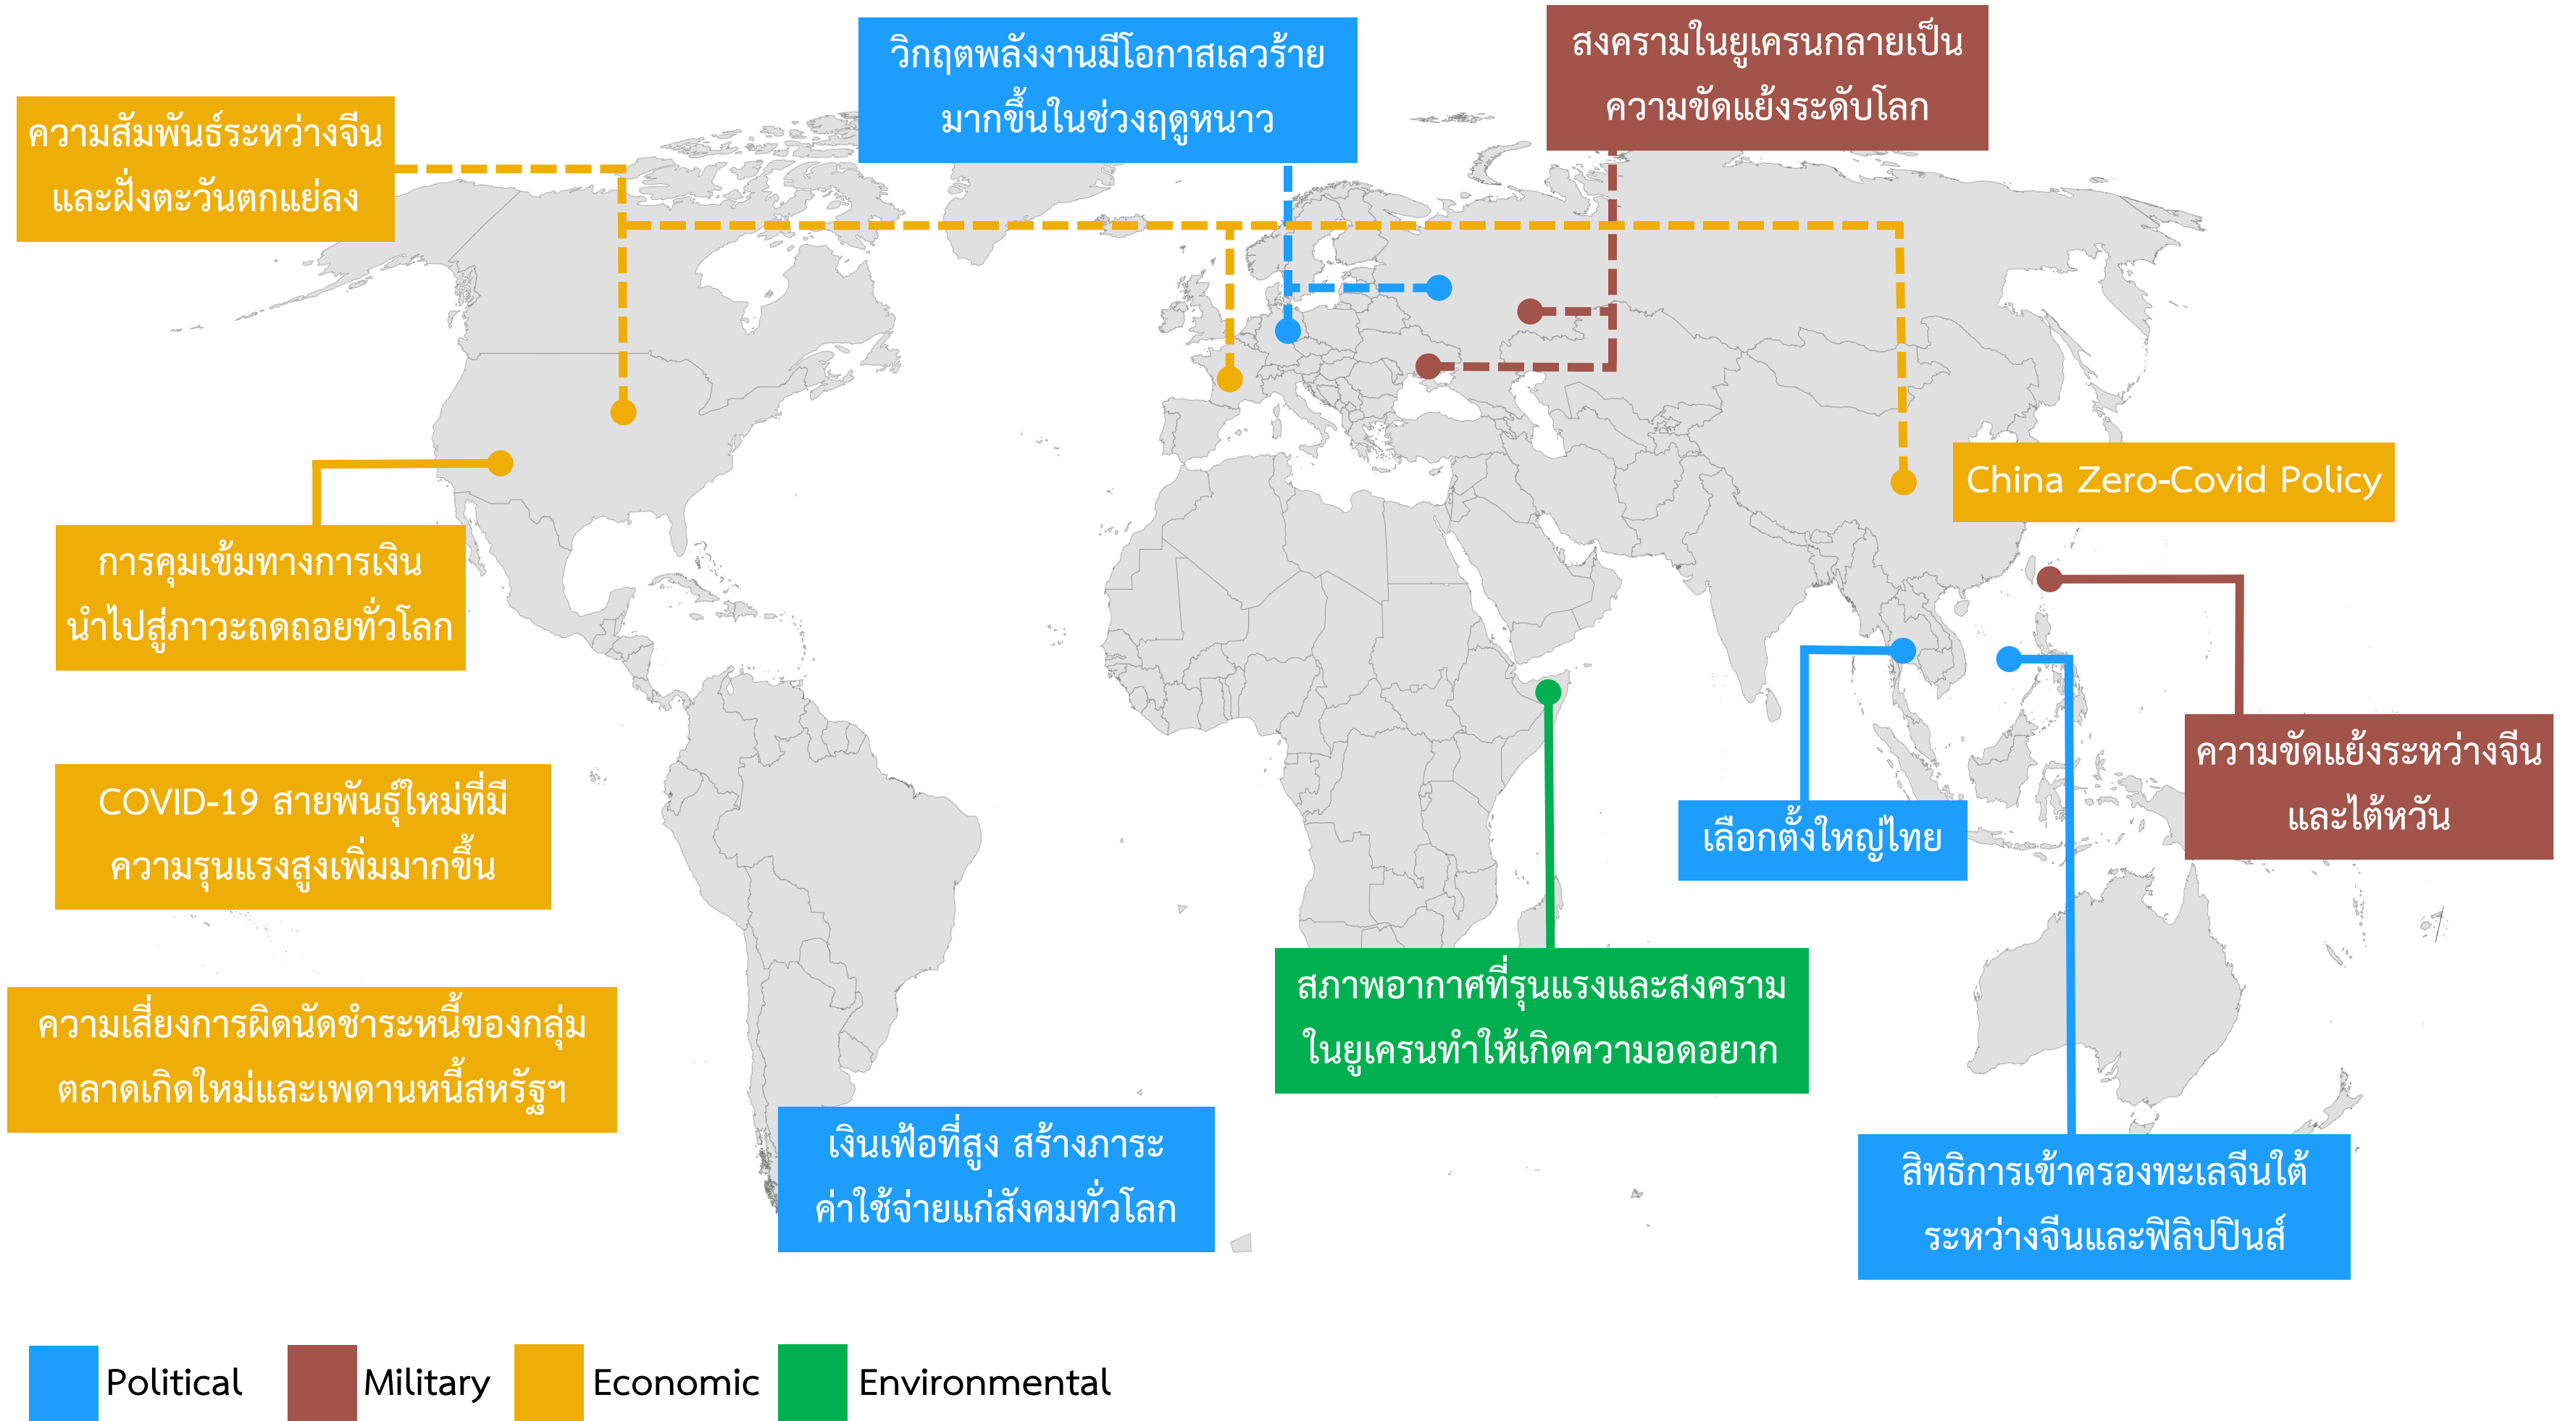 วิกฤตพลังงานมีโอกาสเลวร้าย
มากขึ้นในช่วงฤดูหนาว
สงครามในยูเครนกลายเป็น
ความขัดแย้งระดับโลก
ความสัมพันธ์ระหว่างจีน
และฝั่งตะวันตกแย่ลง
China Zero-Covid Policy
การคุมเข้มทางการเงิน
นำไปสู่ภาวะถดถอยทั่วโลก
ความขัดแย้งระหว่างจีน
และไต้หวัน
COVID-19 สายพันธุ์ใหม่ที่มี
ความรุนแรงสูงเพิ่มมากขึ้น
เลือกตั้งใหญ่ไทย
สภาพอากาศที่รุนแรงและสงคราม
ในยูเครนทำให้เกิดความอดอยาก
ความเสี่ยงการผิดนัดชำระหนี้ของกลุ่ม
ตลาดเกิดใหม่และเพดานหนี้สหรัฐฯ
เงินเฟ้อที่สูง สร้างภาระ
ค่าใช้จ่ายแก่สังคมทั่วโลก
สิทธิการเข้าครองทะเลจีนใต้
ระหว่างจีนและฟิลิปปินส์
Political
Military
Economic
Environmental